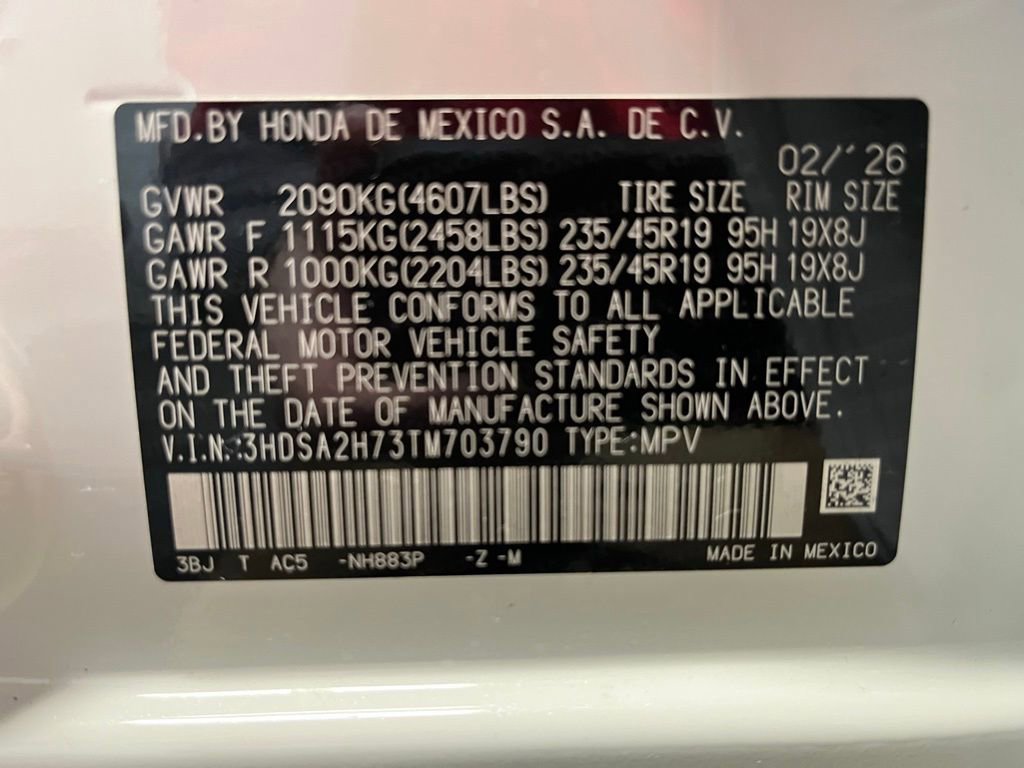 MFD.BY HONDA DE MEXICO S.A. DE C.V.
02/'26
GVWR 2090KG(4607LBS) TIRE SIZE RIM SIZE
GAWR F 1115KG(2458LBS) 235/45R19 95H 19X8J
GAWR R 1000KG(2204LBS) 235/45R19 95H 19X8J
THIS VEHICLE CONFORMS TO ALL APPLICABLE
FEDERAL MOTOR VEHICLE SAFETY
AND THEFT PREVENTION STANDARDS IN EFFECT
ON THE DATE OF MANUFACTURE SHOWN ABOVE.
V.I.N.:3HDSA2H73TM703790 TYPE:MPV
3BJ T AC5 -NH883P -Z -M MADE IN MEXICO